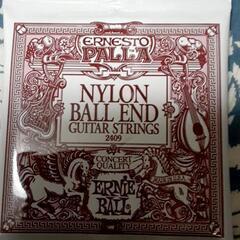 ERNESTO
PALLA
NYLON
BALL END
GUITAR STRINGS
2409
CONCERT
QUALITY
ERNIE
BALL